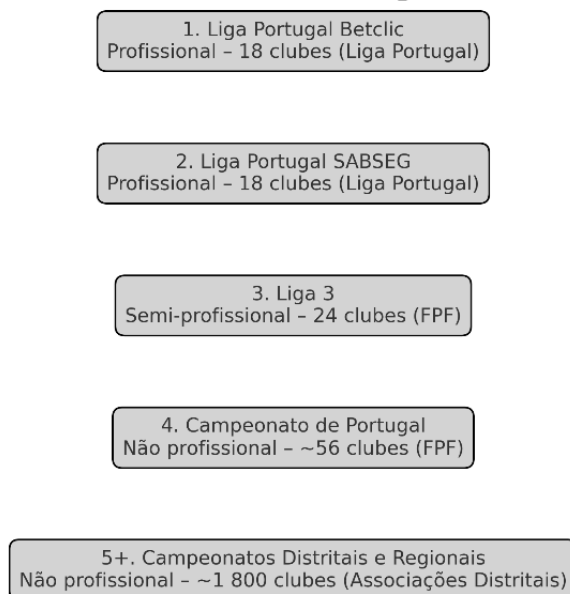 1. Liga Portugal Betclic
Profissional – 18 clubes (Liga Portugal)
2. Liga Portugal SABSEG
Profissional – 18 clubes (Liga Portugal)
3. Liga 3
Semi-profissional – 24 clubes (FPF)
4. Campeonato de Portugal
Não profissional – ~56 clubes (FPF)
5+. Campeonatos Distritais e Regionais
Não profissional – ~1 800 clubes (Associações Distritais)